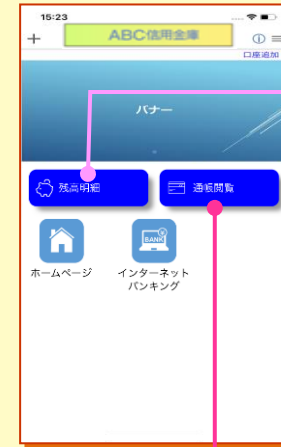 15:23
ABC信用金庫
口座追加
バナー
残高明細
通帳閲覧
BANK
ホームページ
インターネット
バンキング